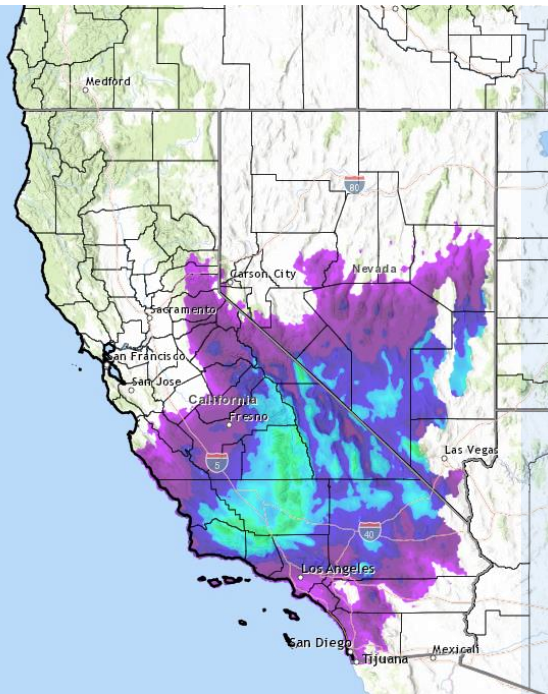 Medford
80
Carson City
Nevada
Sacramento
San Francisco
San Jose
California
Fresno
Las Vegas
5
40
Los Angeles
San Diego
Mexicali
Tijuana